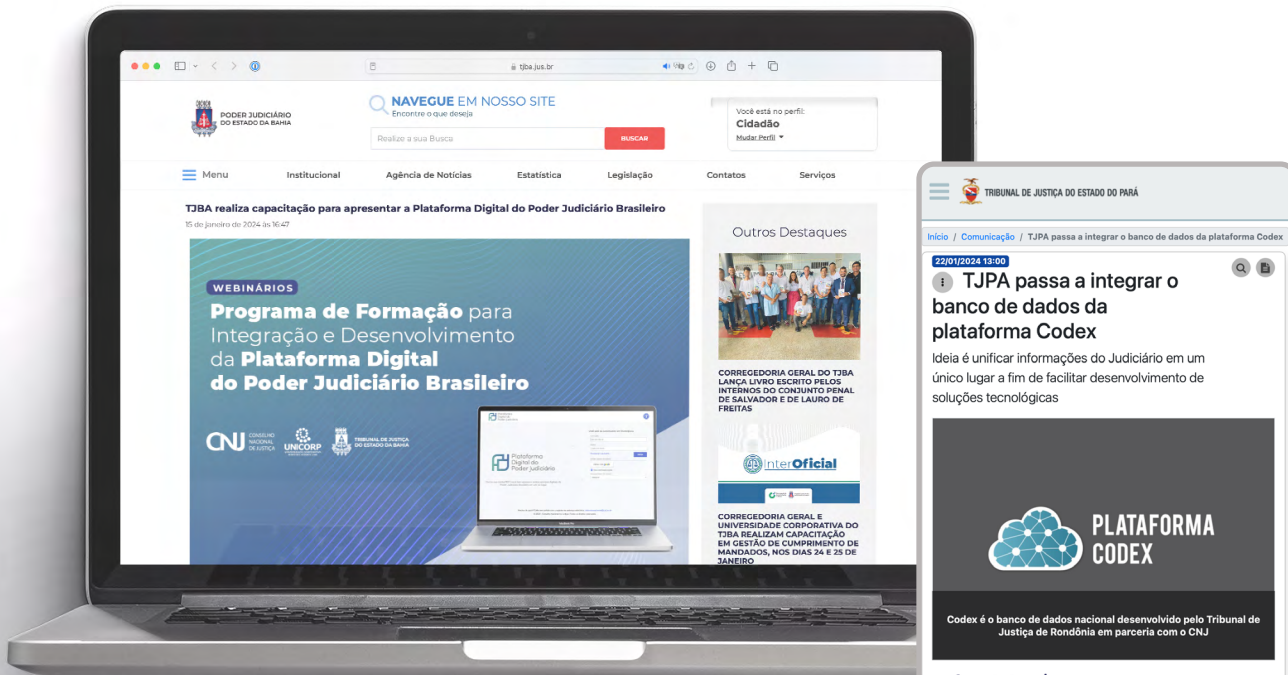 tjba.jus.br
PODER JUDICIÁRIO
DO ESTADO DA BAHIA
NAVEGUE EM NOSSO SITE
Encontre o que deseja
Realize a sua Busca
BUSCAR
Você está no perfil:
Cidadão
Mudar Perfil
Menu
Institucional
Agência de Notícias
Estatística
Legislação
Contatos
Serviços
TJBA realiza capacitação para apresentar a Plataforma Digital do Poder Judiciário Brasileiro
15 de janeiro de 2024 às 16:47
WEBINÁRIOS
Programa de Formação para
Integração e Desenvolvimento
da Plataforma Digital
do Poder Judiciário Brasileiro
CNJ
CONSELHO
NACIONAL
DE JUSTIÇA
UNICORP
TRIBUNAL DE JUSTIÇA
DO ESTADO DA BAHIA
Plataforma
Digital do
Poder Judiciário
Outros Destaques
CORREGEDORIA GERAL DO TJBA
LANÇA LIVRO ESCRITO PELOS
INTERNOS DO CONJUNTO PENAL
DE SALVADOR E DE LAURO DE
FREITAS
InterOficial
CORREGEDORIA GERAL E
UNIVERSIDADE CORPORATIVA DO
TJBA REALIZAM CAPACITAÇÃO
EM GESTÃO DE CUMPRIMENTO DE
MANDADOS, NOS DIAS 24 E 25 DE
JANEIRO
TRIBUNAL DE JUSTIÇA DO ESTADO DO PARÁ
Início / Comunicação / TJPA passa a integrar o banco de dados da plataforma Codex
22/01/2024 13:00
TJPA passa a integrar o
banco de dados da
plataforma Codex
Ideia é unificar informações do Judiciário em um
único lugar a fim de facilitar desenvolvimento de
soluções tecnológicas
PLATAFORMA
CODEX
Codex é o banco de dados nacional desenvolvido pelo Tribunal de
Justiça de Rondônia em parceria com o CNJ